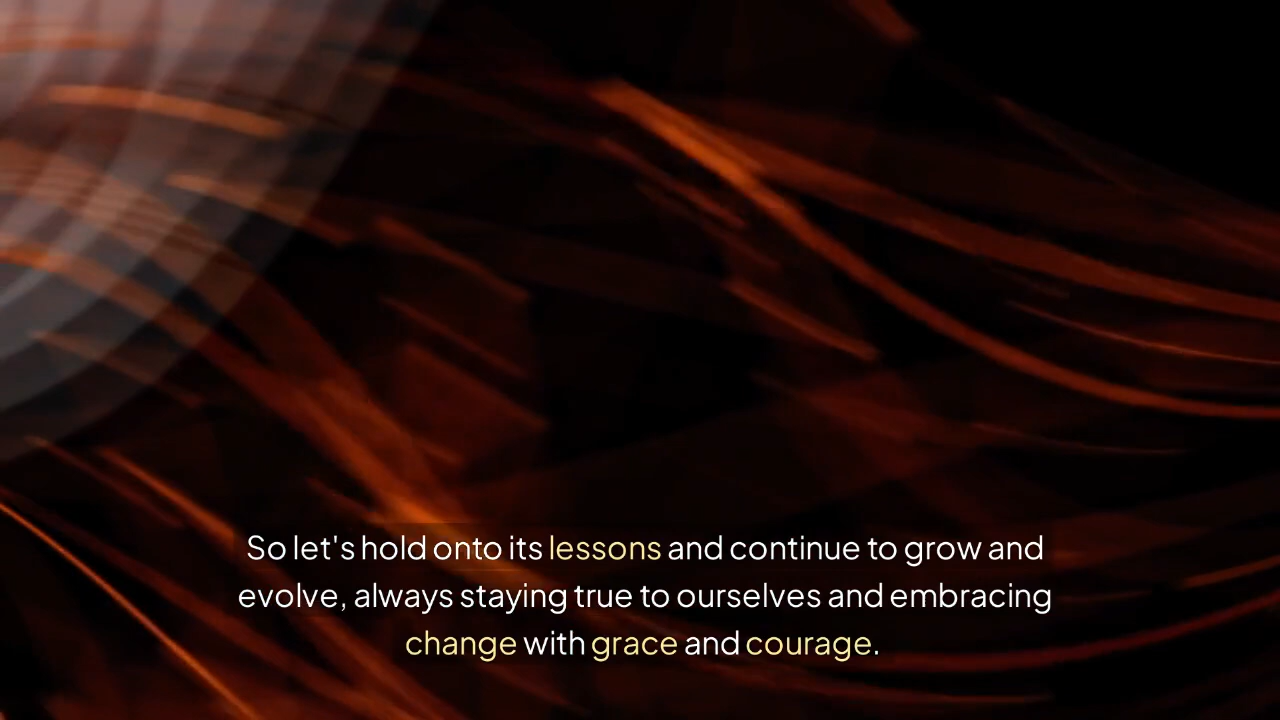 So let's hold onto its lessons and continue to grow and
evolve, always staying true to ourselves and embracing
change with grace and courage.